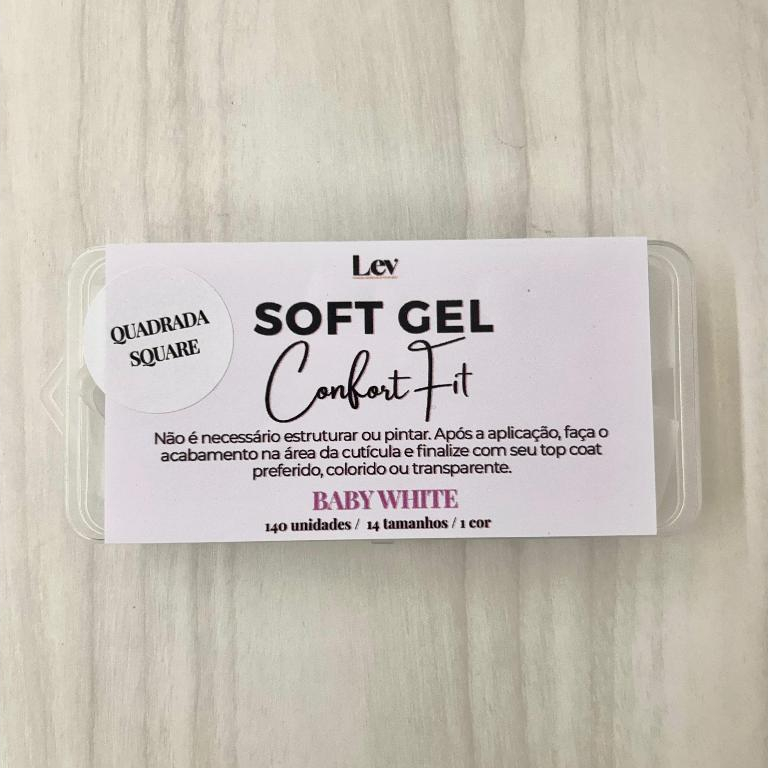 Lev
QUADRADA
SQUARE
SOFT GEL
Confort Fit
Não é necessário estruturar ou pintar. Após a aplicação, faça o
acabamento na área da cutícula e finalize com seu top coat
preferido, colorido ou transparente.
BABY WHITE
140 unidades / 14 tamanhos / 1 cor